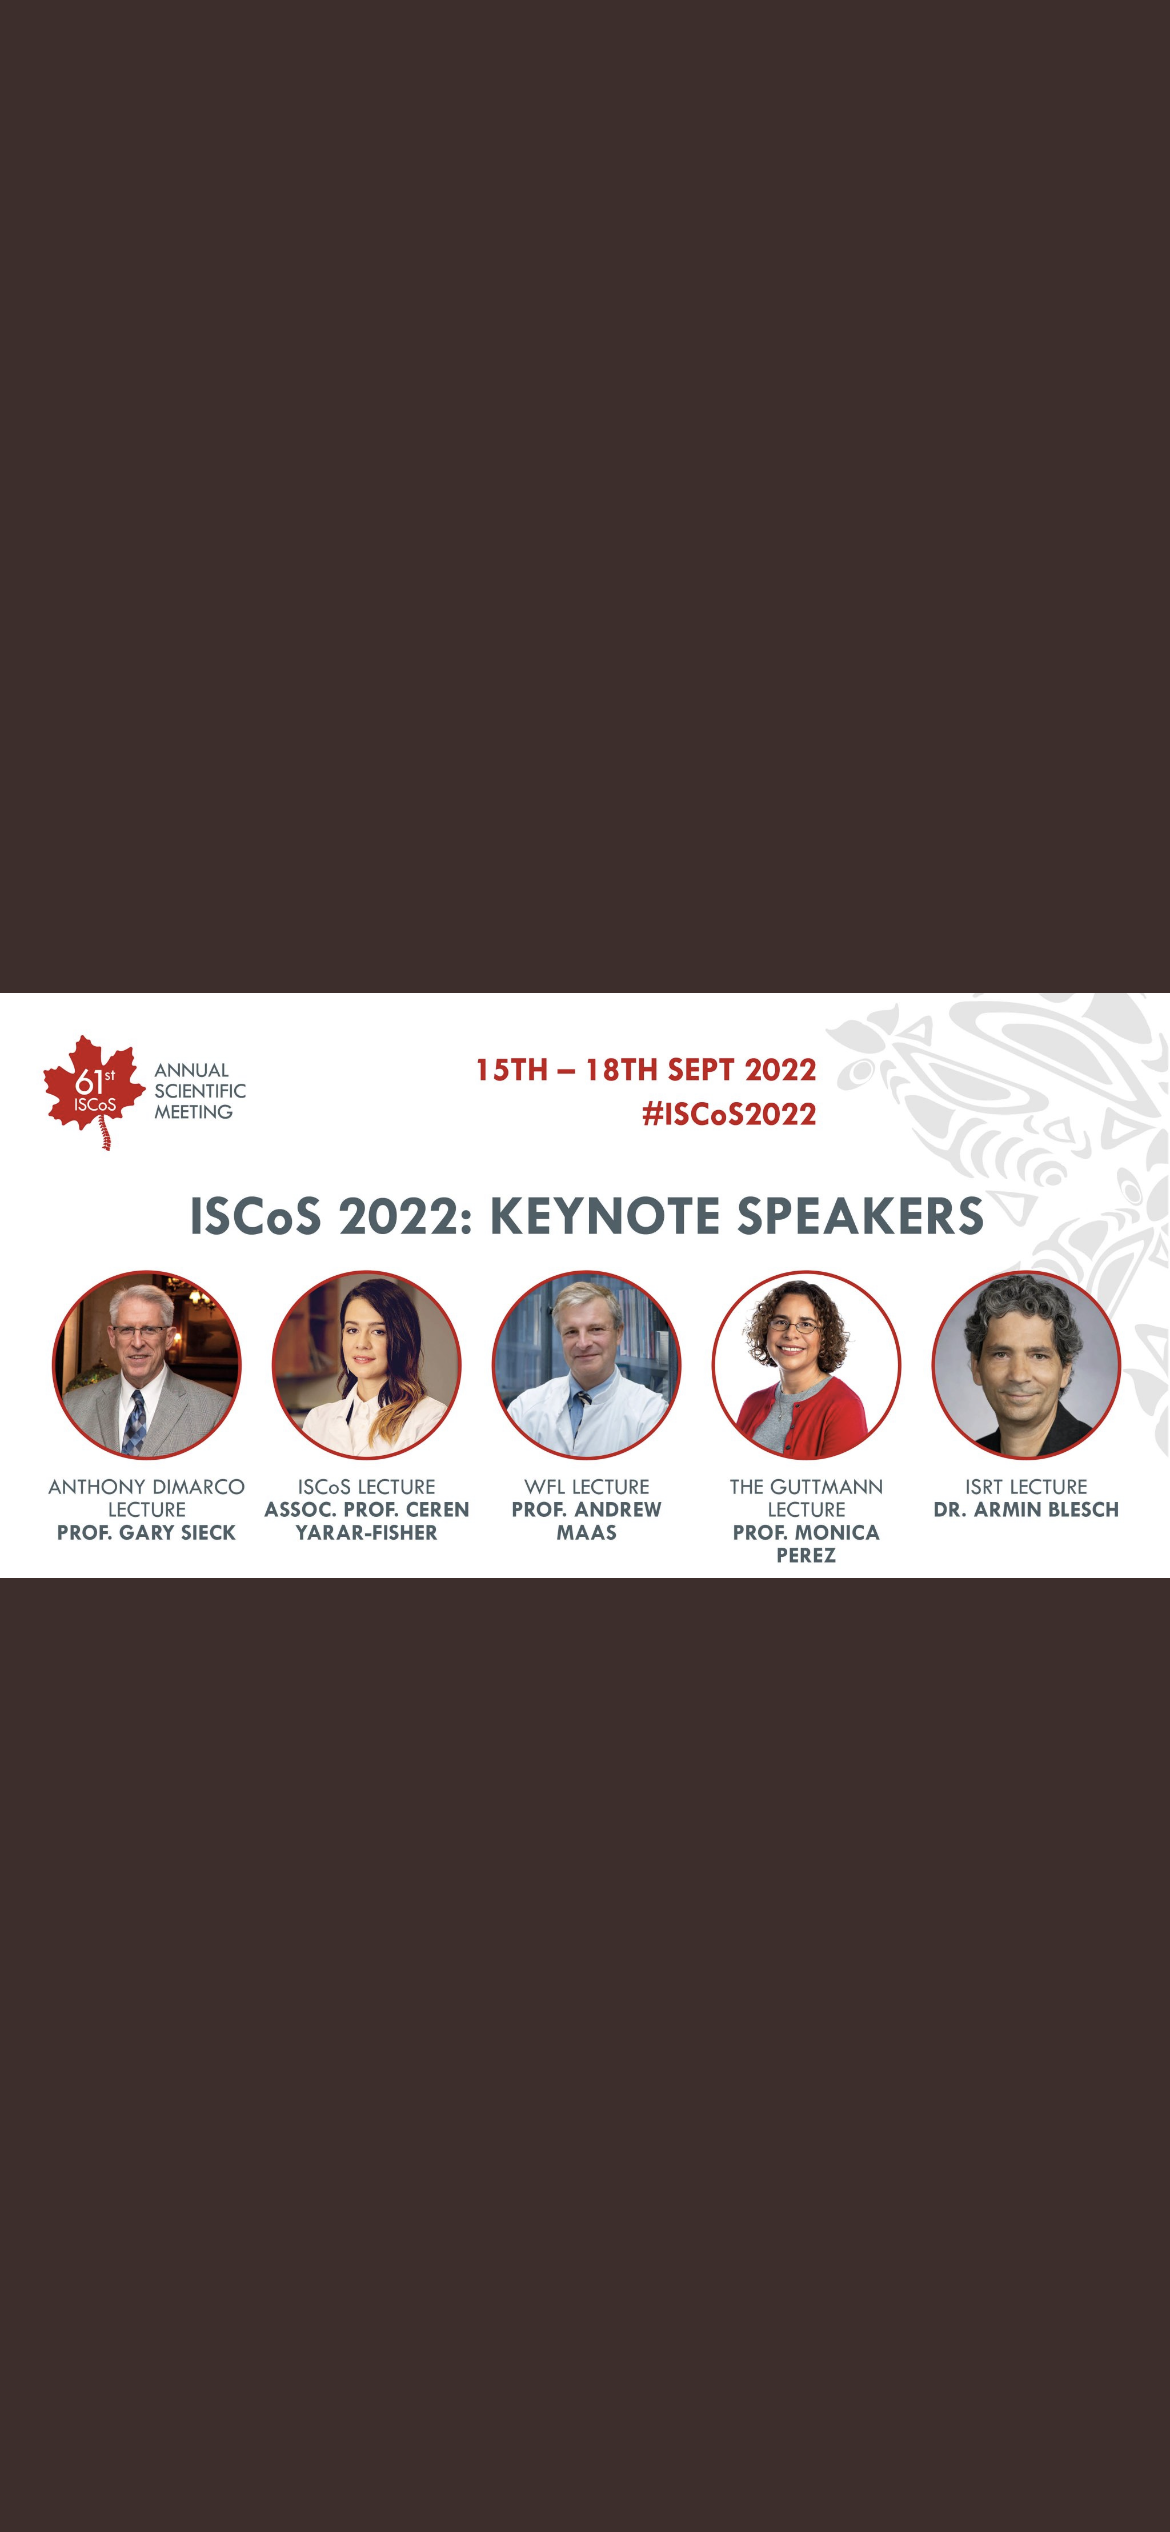 61st
ISCoS
ANNUAL
SCIENTIFIC
MEETING
15TH – 18TH SEPT 2022
#ISCoS2022
ISCoS 2022: KEYNOTE SPEAKERS
ANTHONY DIMARCO
LECTURE
PROF. GARY SIECK
ISCoS LECTURE
ASSOC. PROF. CEREN
YARAR-FISHER
WFL LECTURE
PROF. ANDREW
MAAS
THE GUTTMANN
LECTURE
PROF. MONICA
PEREZ
ISRT LECTURE
DR. ARMIN BLESCH